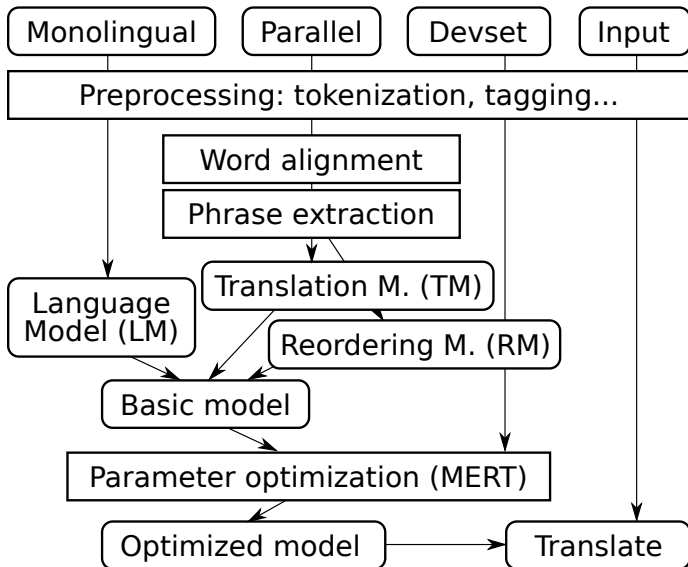 Monolingual
Parallel
Devset
Input
Preprocessing: tokenization, tagging...
Word alignment
Phrase extraction
Translation M. (TM)
Language
Model (LM)
Reordering M. (RM)
Basic model
Parameter optimization (MERT)
Optimized model
Translate